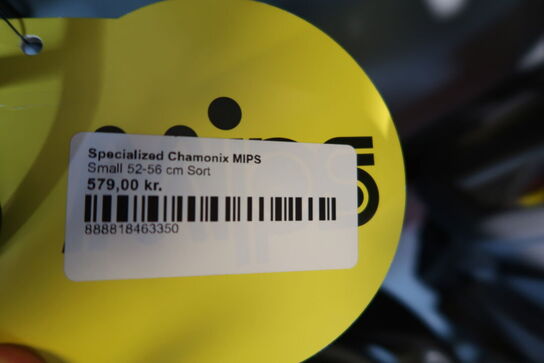 Specialized Chamonix MIPS
Small 52-56 cm Sort
579,00 kr.
888818463350